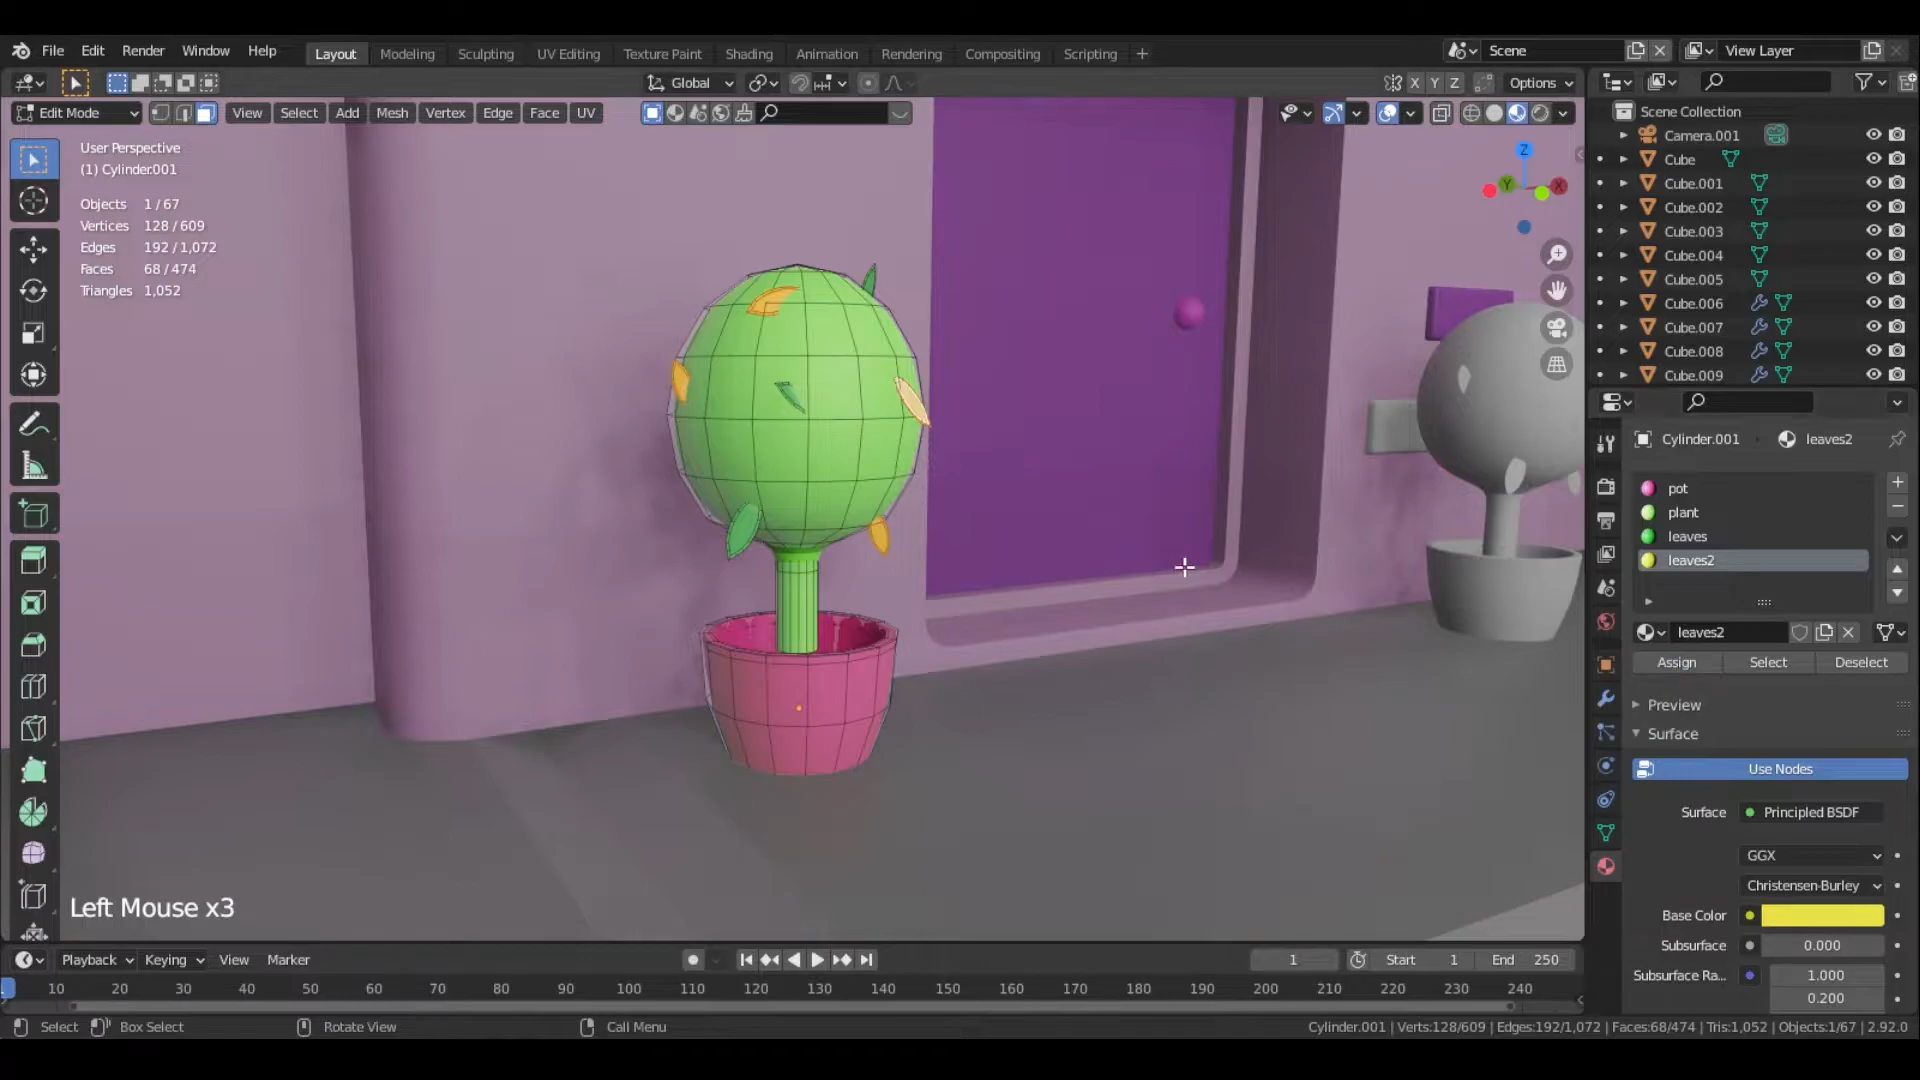 File Edit Render Window Help Layout Modeling Sculpting UV Editing Texture Paint Shading Animation Rendering Compositing Scripting + Scene View Layer
Global X Y Z Options
Edit Mode View Select Add Mesh Vertex Edge Face UV
User Perspective
(1) Cylinder.001
Objects 1 / 67
Vertices 128 / 609
Edges 192 / 1,072
Faces 68 / 474
Triangles 1,052
Z
Y
X
Left Mouse x3
Scene Collection
Camera.001
Cube
Cube.001
Cube.002
Cube.003
Cube.004
Cube.005
Cube.006
Cube.007
Cube.008
Cube.009
Cylinder.001 leaves2
pot
plant
leaves
leaves2
leaves2
Assign Select Deselect
Preview
Surface
Use Nodes
Surface Principled BSDF
GGX
Christensen-Burley
Base Color
Subsurface 0.000
Subsurface Ra... 1.000
0.200
Playback Keying View Marker 1 Start 1 End 250
10 20 30 40 50 60 70 80 90 100 110 120 130 140 150 160 170 180 190 200 210 220 230 240
Select Box Select Rotate View Call Menu Cylinder.001 | Verts:128/609 | Edges:192/1,072 | Faces:68/474 | Tris:1,052 | Objects:1/67 | 2.92.0